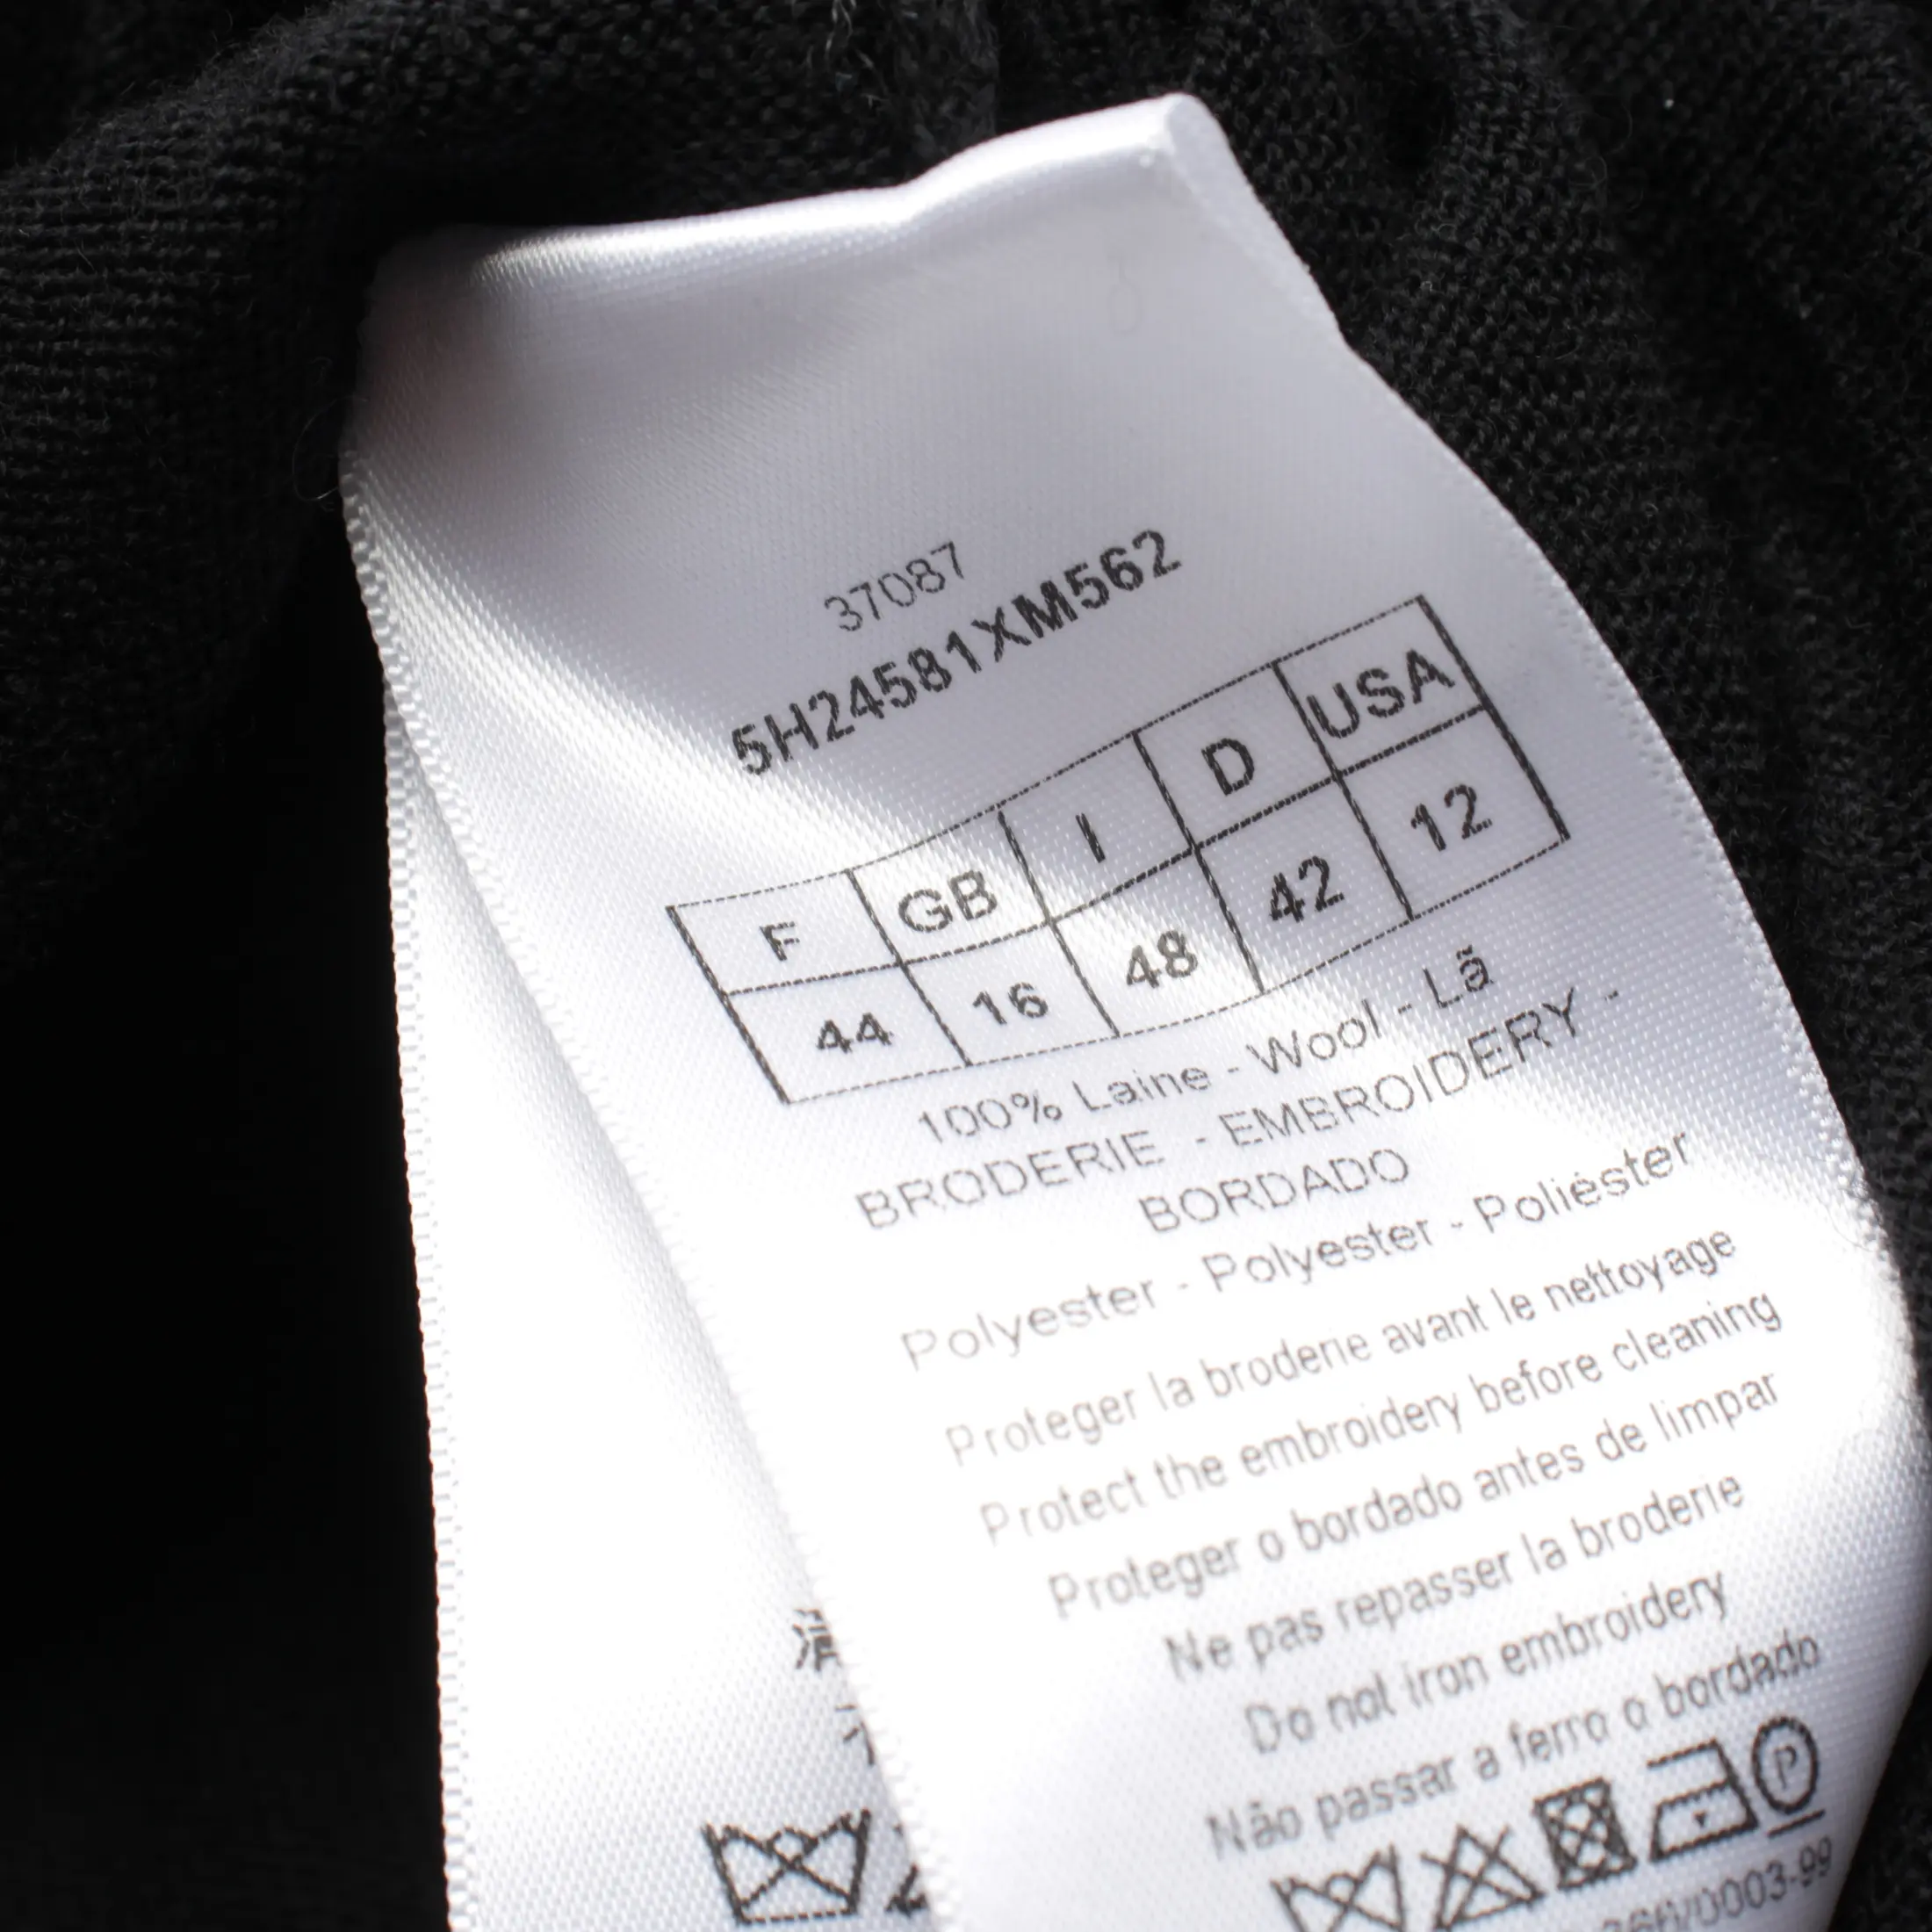 37087
5H24581XM562
F GB I D USA
44 16 48 42 12
100% Laine - Wool - Lã
BRODERIE - EMBROIDERY -
BORDADO
Polyester - Polyester - Poliéster
Proteger la broderie avant le nettoyage
Protect the embroidery before cleaning
Proteger o bordado antes de limpar
Ne pas repasser la broderie
Do not iron embroidery
Não passar a ferro o bordado
P